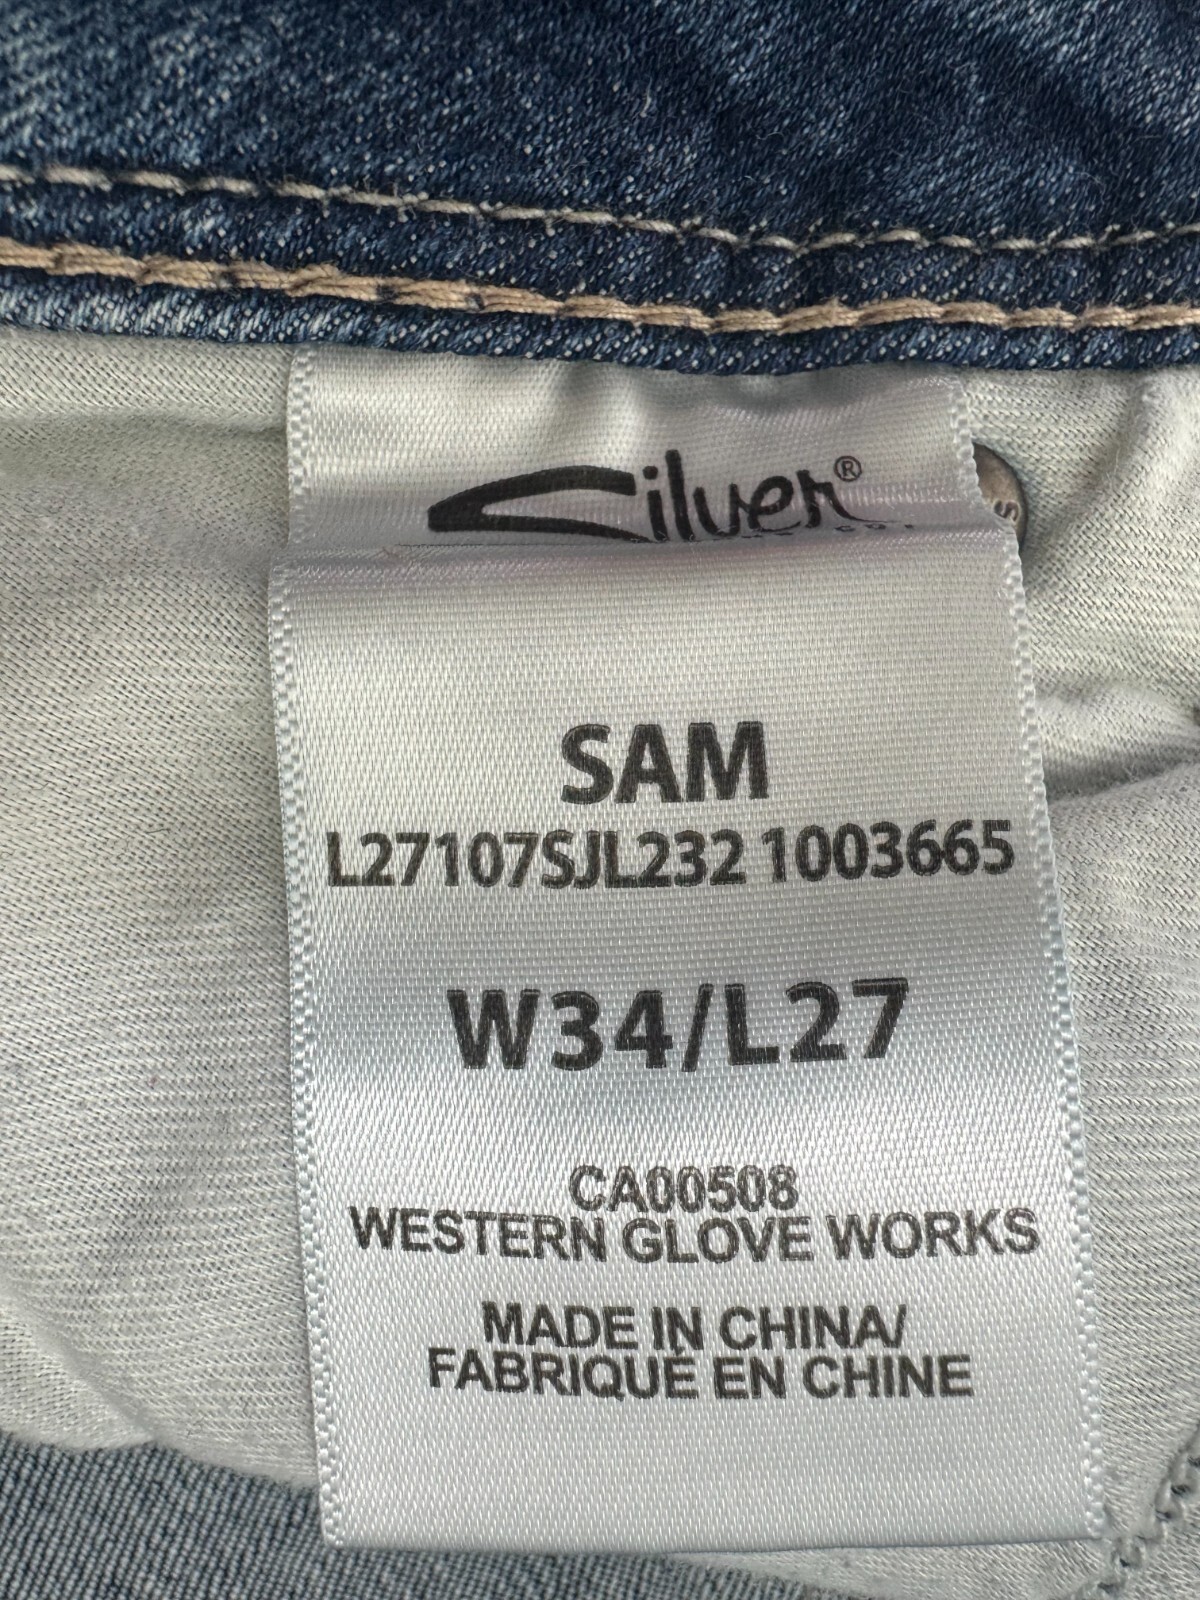 Silver®
SAM
L27107SJL232 1003665
W34/L27
CA00508
WESTERN GLOVE WORKS
MADE IN CHINA/
FABRIQUÉ EN CHINE